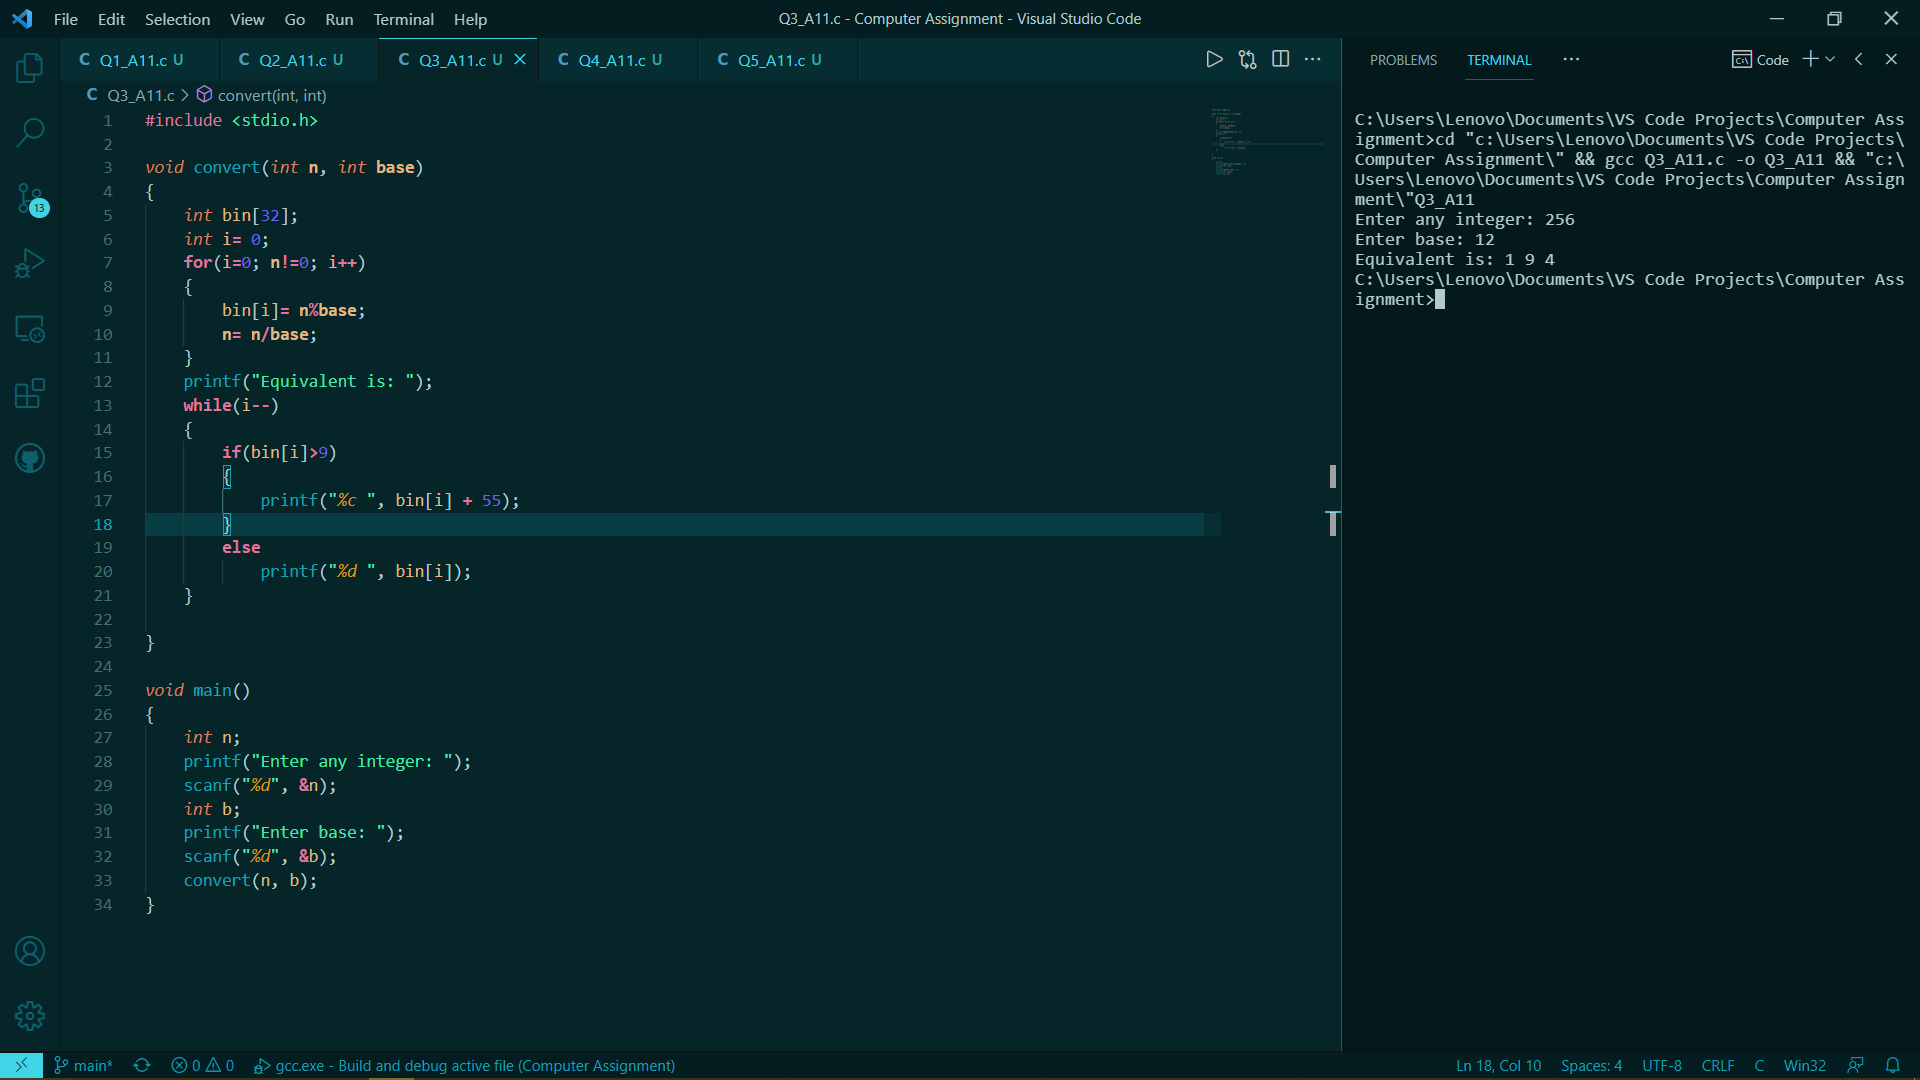 File Edit Selection View Go Run Terminal Help
Q3_A11.c - Computer Assignment - Visual Studio Code
C Q1_A11.c U
C Q2_A11.c U
C Q3_A11.c U
C Q4_A11.c U
C Q5_A11.c U
C Q3_A11.c > convert(int, int)
1 #include <stdio.h>
2
3 void convert(int n, int base)
4 {
5     int bin[32];
6     int i= 0;
7     for(i=0; n!=0; i++)
8     {
9         bin[i]= n%base;
10         n= n/base;
11     }
12     printf("Equivalent is: ");
13     while(i--)
14     {
15         if(bin[i]>9)
16         {
17             printf("%c ", bin[i] + 55);
18         }
19         else
20             printf("%d ", bin[i]);
21     }
22
23 }
24
25 void main()
26 {
27     int n;
28     printf("Enter any integer: ");
29     scanf("%d", &n);
30     int b;
31     printf("Enter base: ");
32     scanf("%d", &b);
33     convert(n, b);
34 }
PROBLEMS TERMINAL ··· Code
C:\Users\Lenovo\Documents\VS Code Projects\Computer Ass
ignment>cd "c:\Users\Lenovo\Documents\VS Code Projects\
Computer Assignment\" && gcc Q3_A11.c -o Q3_A11 && "c:\
Users\Lenovo\Documents\VS Code Projects\Computer Assign
ment\"Q3_A11
Enter any integer: 256
Enter base: 12
Equivalent is: 1 9 4
C:\Users\Lenovo\Documents\VS Code Projects\Computer Ass
ignment>
13
main* 0 0 gcc.exe - Build and debug active file (Computer Assignment)
Ln 18, Col 10 Spaces: 4 UTF-8 CRLF C Win32